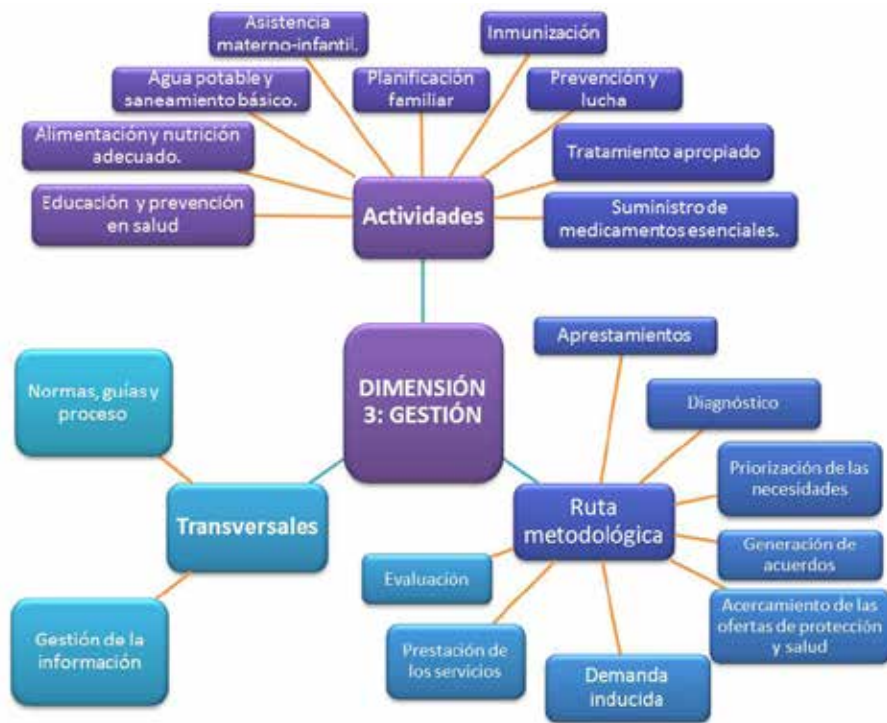 Asistencia
materno-infantil.
Inmunización
Agua potable y
saneamiento básico.
Planificación
familiar
Prevención y
lucha
Alimentación y nutrición
adecuado.
Tratamiento apropiado
Educación y prevención
en salud
Actividades
Suministro de
medicamentos esenciales.
DIMENSIÓN
3: GESTIÓN
Normas, guías y
proceso
Transversales
Gestión de la
información
Aprestamientos
Diagnóstico
Priorización de las
necesidades
Ruta
metodológica
Generación de
acuerdos
Acercamiento de las
ofertas de protección
y salud
Demanda
inducida
Prestación de
los servicios
Evaluación